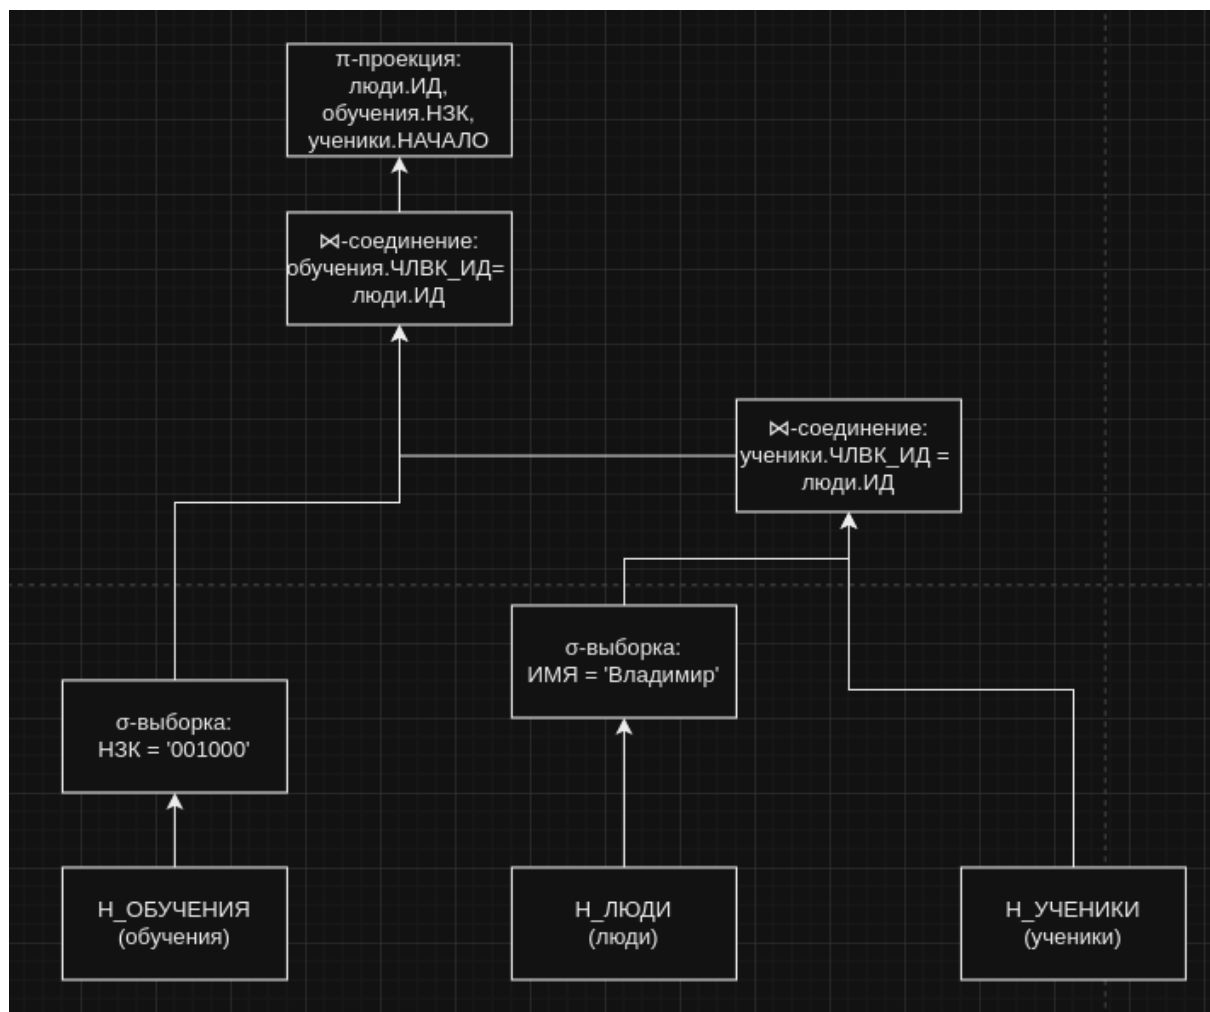 π-проекция:
люди.ИД,
обучения.НЗК,
ученики.НАЧАЛО
⋈-соединение:
обучения.ЧЛВК_ИД=
люди.ИД
⋈-соединение:
ученики.ЧЛВК_ИД =
люди.ИД
σ-выборка:
ИМЯ = 'Владимир'
σ-выборка:
НЗК = '001000'
Н_ОБУЧЕНИЯ
(обучения)
Н_ЛЮДИ
(люди)
Н_УЧЕНИКИ
(ученики)